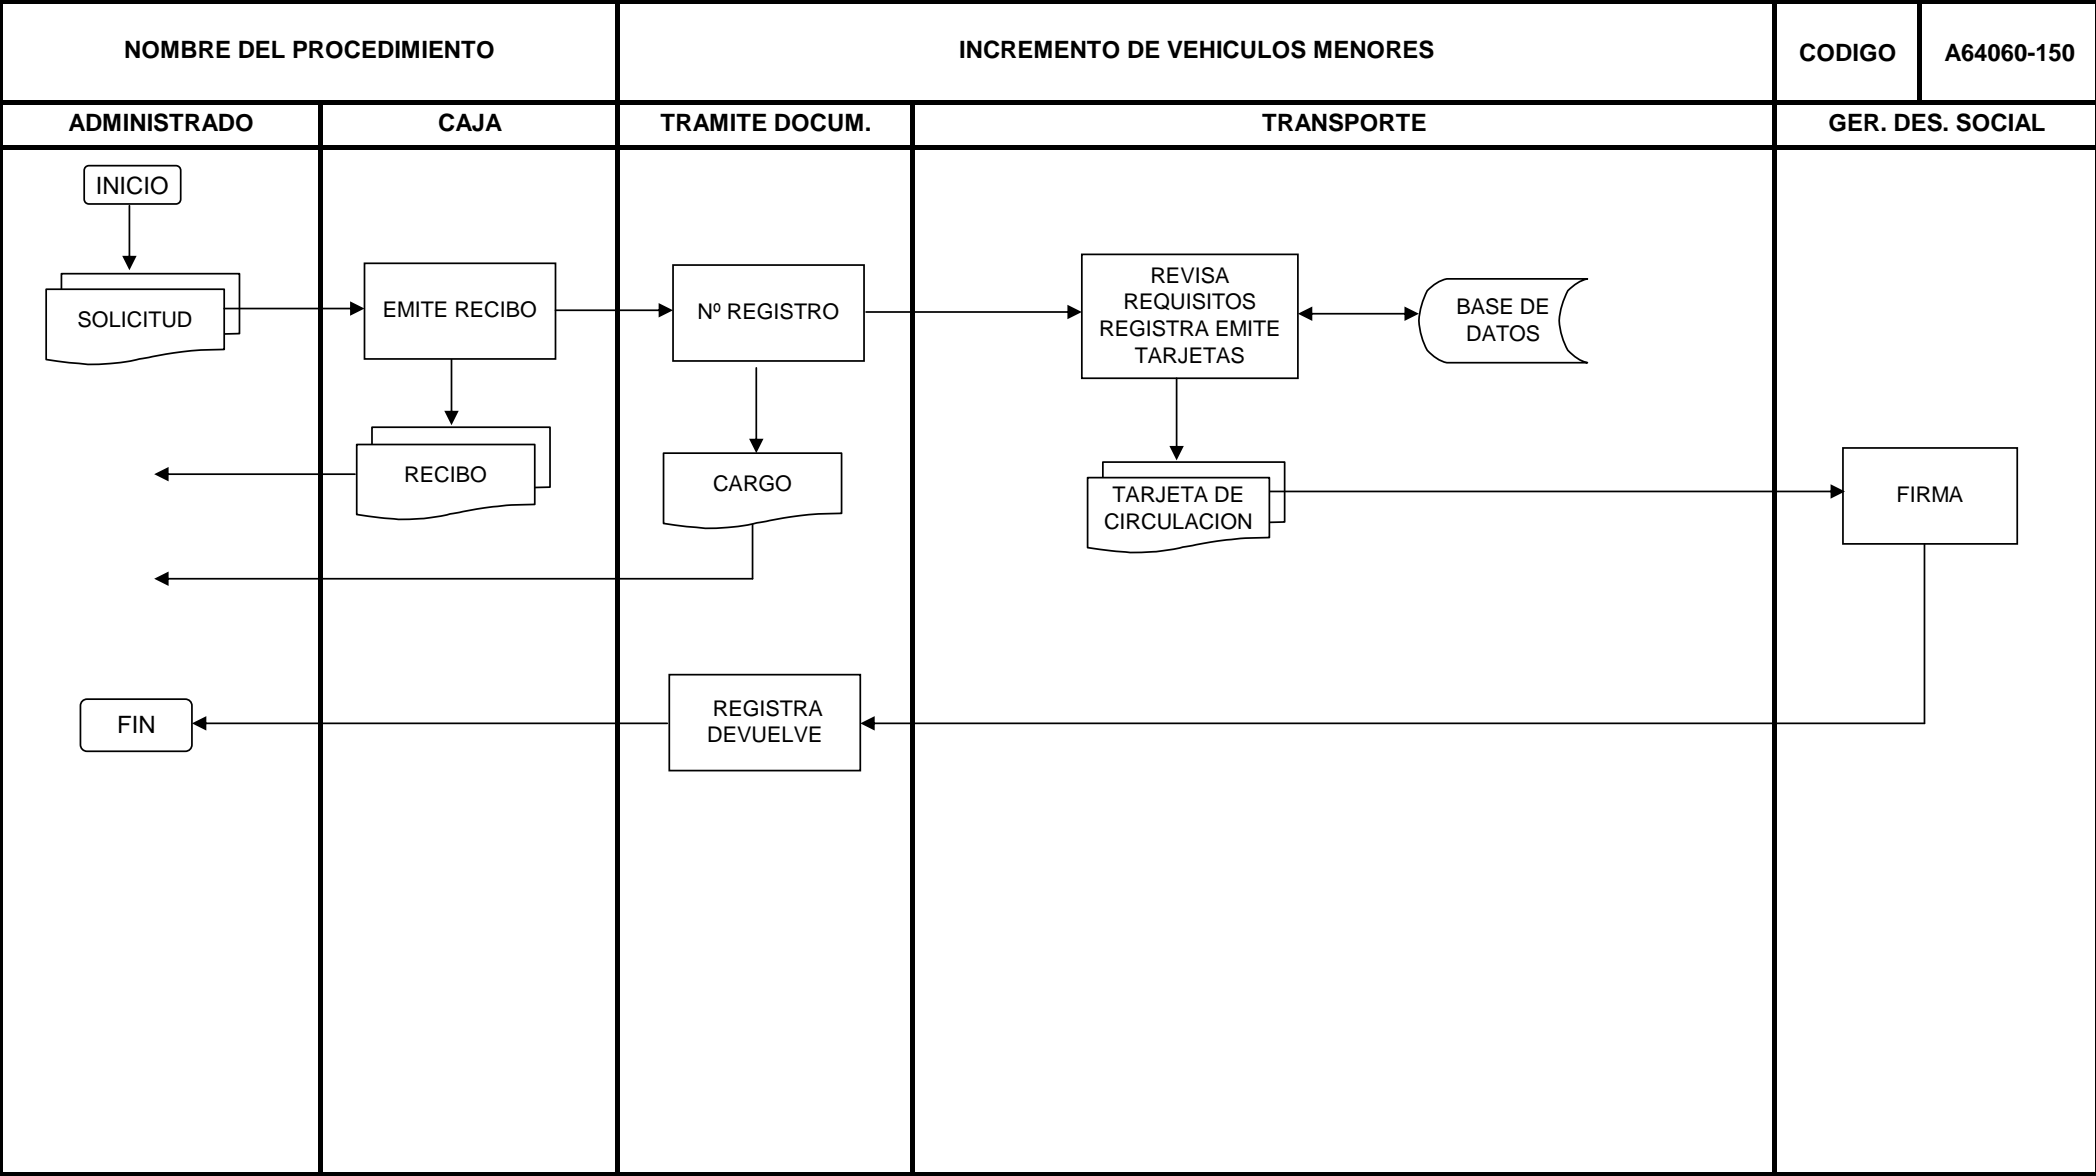 NOMBRE DEL PROCEDIMIENTO
INCREMENTO DE VEHICULOS MENORES
CODIGO
A64060-150
ADMINISTRADO
CAJA
TRAMITE DOCUM.
TRANSPORTE
GER. DES. SOCIAL
INICIO
SOLICITUD
EMITE RECIBO
Nº REGISTRO
REVISA
REQUISITOS
REGISTRA EMITE
TARJETAS
BASE DE
DATOS
RECIBO
CARGO
TARJETA DE
CIRCULACION
FIRMA
FIN
REGISTRA
DEVUELVE